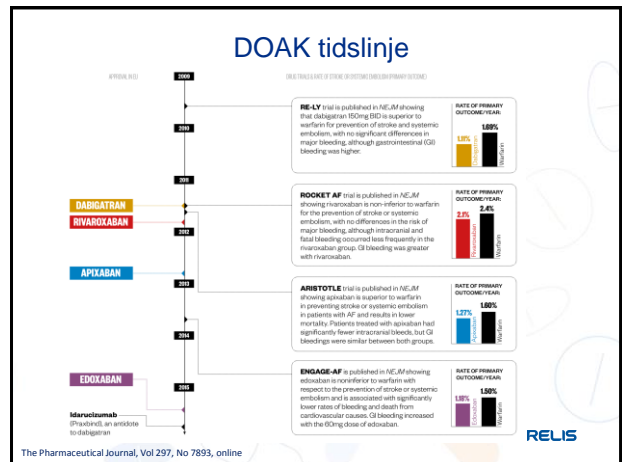 DOAK tidslinje
APPROVAL IN EU
DRUG TRIALS & RATE OF STROKE OR SYSTEMIC EMBOLISM (PRIMARY OUTCOME)
2009
RE-LY trial is published in NEJM showing
that dabigatran 150mg BID is superior to
warfarin for prevention of stroke and systemic
embolism, with no significant differences in
major bleeding, although gastrointestinal (GI)
bleeding was higher.
RATE OF PRIMARY
OUTCOME/YEAR:
1.11%
1.69%
Dabigatran
Warfarin
2010
2011
ROCKET AF trial is published in NEJM
showing rivaroxaban is non-inferior to warfarin
for the prevention of stroke or systemic
embolism, with no differences in the risk of
major bleeding, although intracranial and
fatal bleeding occurred less frequently in the
rivaroxaban group. GI bleeding was greater
with rivaroxaban.
RATE OF PRIMARY
OUTCOME/YEAR:
2.1%
2.4%
Rivaroxaban
Warfarin
DABIGATRAN
RIVAROXABAN
2012
APIXABAN
2013
ARISTOTLE trial is published in NEJM
showing apixaban is superior to warfarin
in preventing stroke or systemic embolism
in patients with AF and results in lower
mortality. Patients treated with apixaban had
significantly fewer intracranial bleeds, but GI
bleedings were similar between both groups.
RATE OF PRIMARY
OUTCOME/YEAR:
1.27%
1.60%
Apixaban
Warfarin
2014
ENGAGE-AF is published in NEJM showing
edoxaban is noninferior to warfarin with
respect to the prevention of stroke or systemic
embolism and is associated with significantly
lower rates of bleeding and death from
cardiovascular causes. GI bleeding increased
with the 60mg dose of edoxaban.
RATE OF PRIMARY
OUTCOME/YEAR:
1.18%
1.50%
Edoxaban
Warfarin
EDOXABAN
2015
Idarucizumab
(Praxbind), an antidote
to dabigatran
RELIS
The Pharmaceutical Journal, Vol 297, No 7893, online